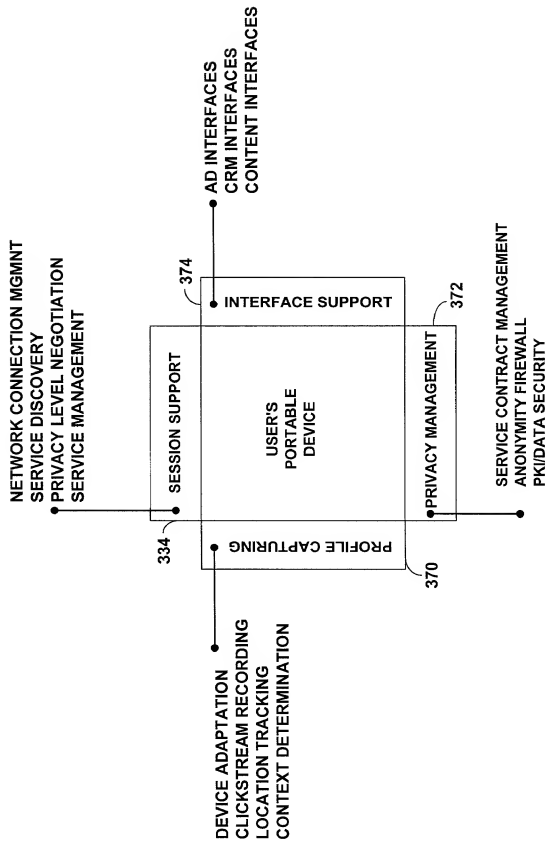 NETWORK CONNECTION MGMNT
SERVICE DISCOVERY
PRIVACY LEVEL NEGOTIATION
SERVICE MANAGEMENT
AD INTERFACES
CRM INTERFACES
CONTENT INTERFACES
334
SESSION SUPPORT
374
INTERFACE SUPPORT
USER'S
PORTABLE
DEVICE
PROFILE CAPTURING
370
PRIVACY MANAGEMENT
372
DEVICE ADAPTATION
CLICKSTREAM RECORDING
LOCATION TRACKING
CONTEXT DETERMINATION
SERVICE CONTRACT MANAGEMENT
ANONYMITY FIREWALL
PKI/DATA SECURITY